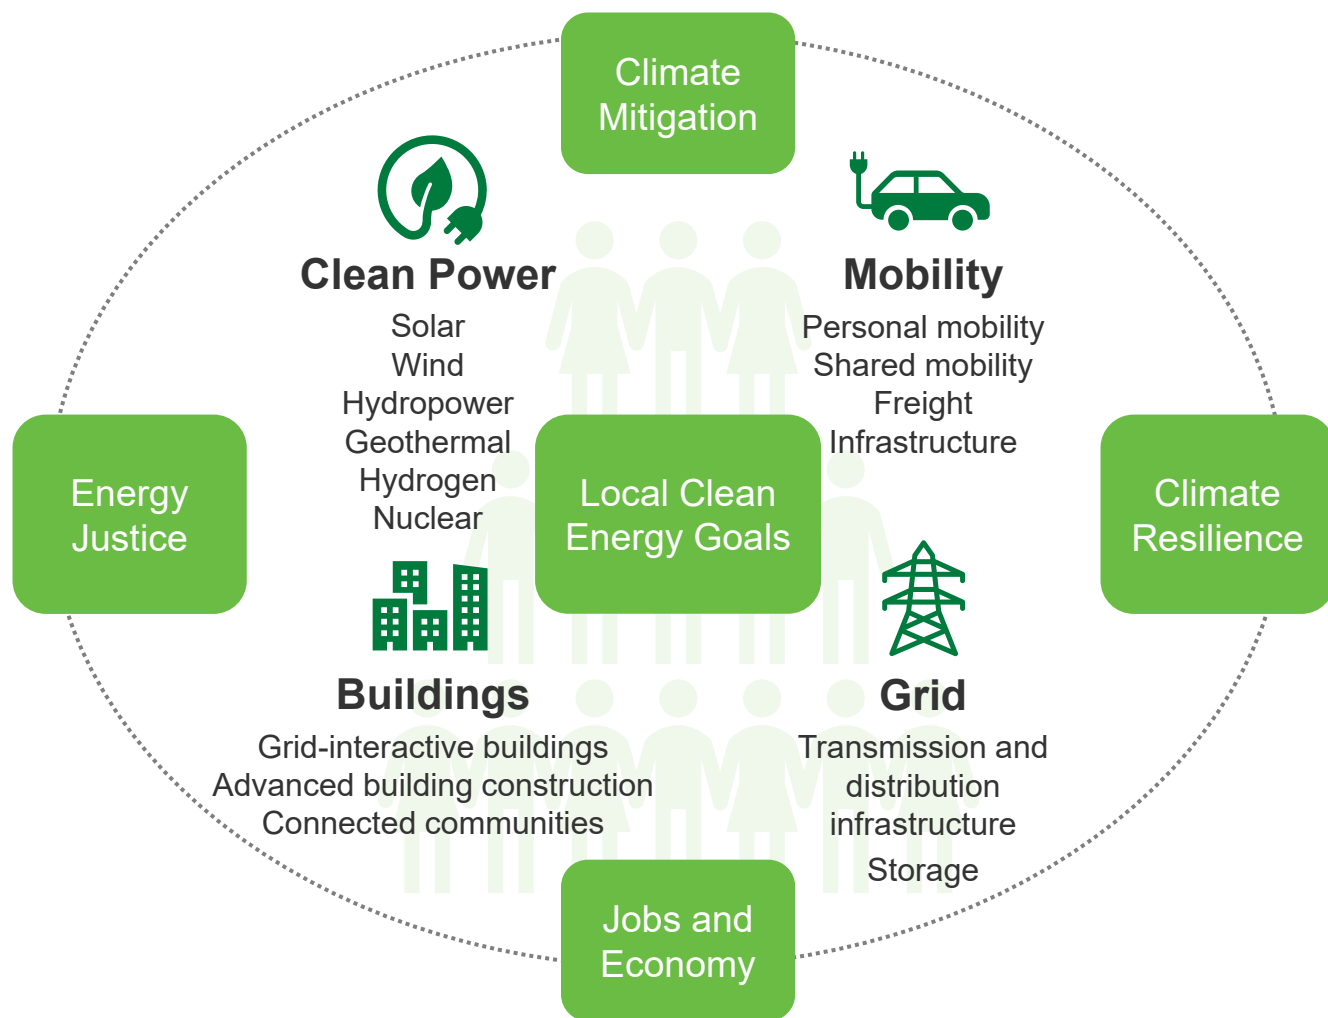 Climate
Mitigation
Clean Power
Solar
Wind
Hydropower
Geothermal
Hydrogen
Nuclear
Mobility
Personal mobility
Shared mobility
Freight
Infrastructure
Energy
Justice
Local Clean
Energy Goals
Climate
Resilience
Buildings
Grid-interactive buildings
Advanced building construction
Connected communities
Grid
Transmission and
distribution
infrastructure
Storage
Jobs and
Economy